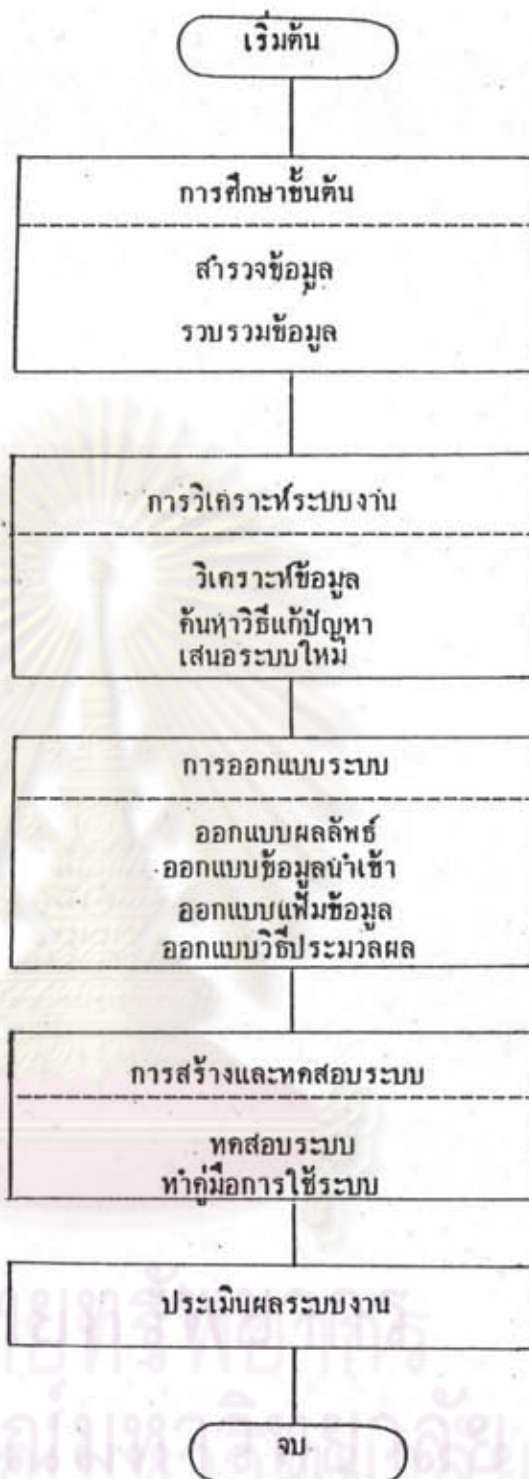 เริ่มต้น
การศึกษาขั้นต้น
สำรวจข้อมูล
รวบรวมข้อมูล
การวิเคราะห์ระบบงาน
วิเคราะห์ข้อมูล
ค้นหาวิธีแก้ปัญหา
เสนอระบบใหม่
การออกแบบระบบ
ออกแบบผลลัพธ์
ออกแบบข้อมูลนำเข้า
ออกแบบแฟ้มข้อมูล
ออกแบบวิธีประมวลผล
การสร้างและทดสอบระบบ
ทดสอบระบบ
ทำคู่มือการใช้ระบบ
ประเมินผลระบบงาน
จบ